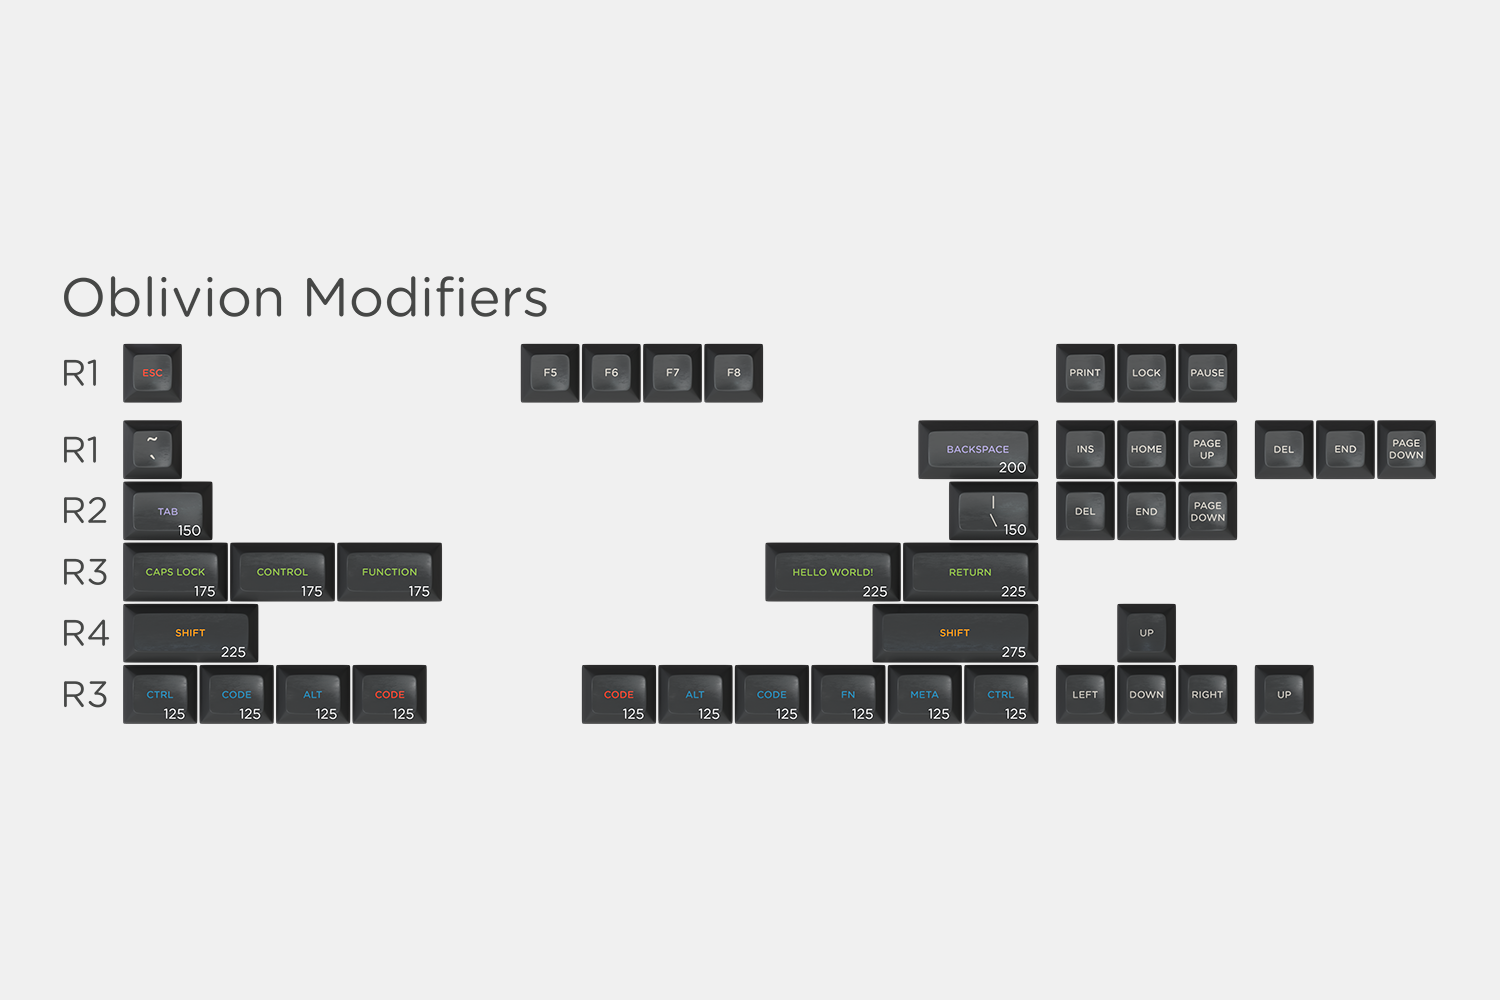 Oblivion Modifiers
R1 ESC F5 F6 F7 F8 PRINT LOCK PAUSE
R1 ~ ` BACKSPACE 200 INS HOME PAGE UP DEL END PAGE DOWN
R2 TAB 150 | \ 150 DEL END PAGE DOWN
R3 CAPS LOCK 175 CONTROL 175 FUNCTION 175 HELLO WORLD! 225 RETURN 225
R4 SHIFT 225 SHIFT 275 UP
R3 CTRL 125 CODE 125 ALT 125 CODE 125 CODE 125 ALT 125 CODE 125 FN 125 META 125 CTRL 125 LEFT DOWN RIGHT UP